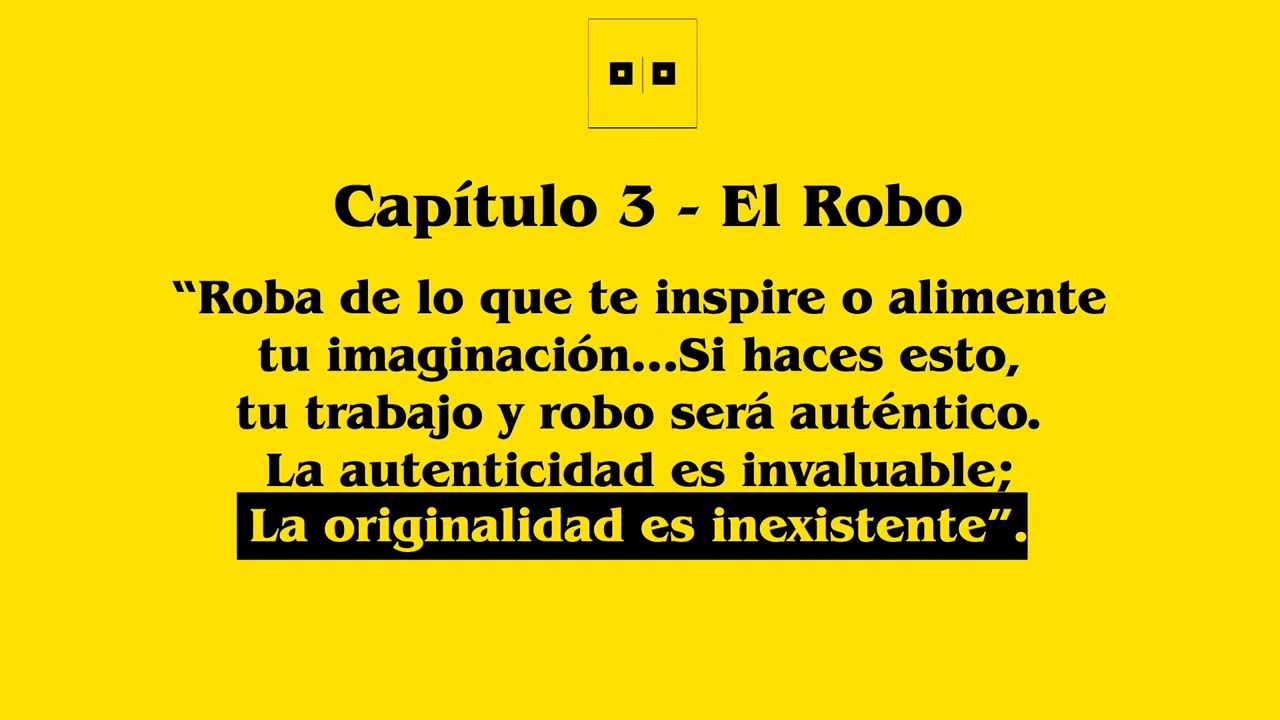 Capítulo 3 - El Robo
“Roba de lo que te inspire o alimente
tu imaginación...Si haces esto,
tu trabajo y robo será auténtico.
La autenticidad es invaluable;
La originalidad es inexistente”.